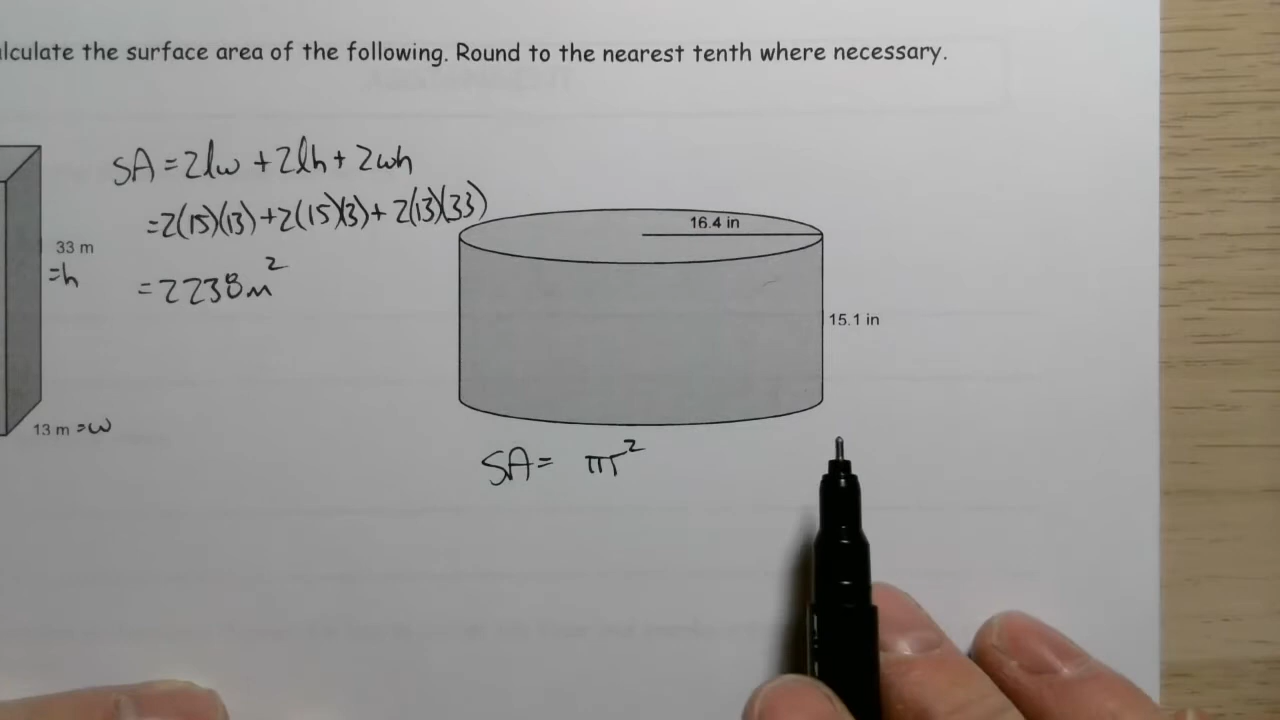 alculate the surface area of the following. Round to the nearest tenth where necessary.
SA = 2lw + 2lh + 2wh
= 2(15)(13) + 2(15)(3) + 2(13)(33)
= 2238 m²
33 m
= h
13 m = w
16.4 in
15.1 in
SA = πr²